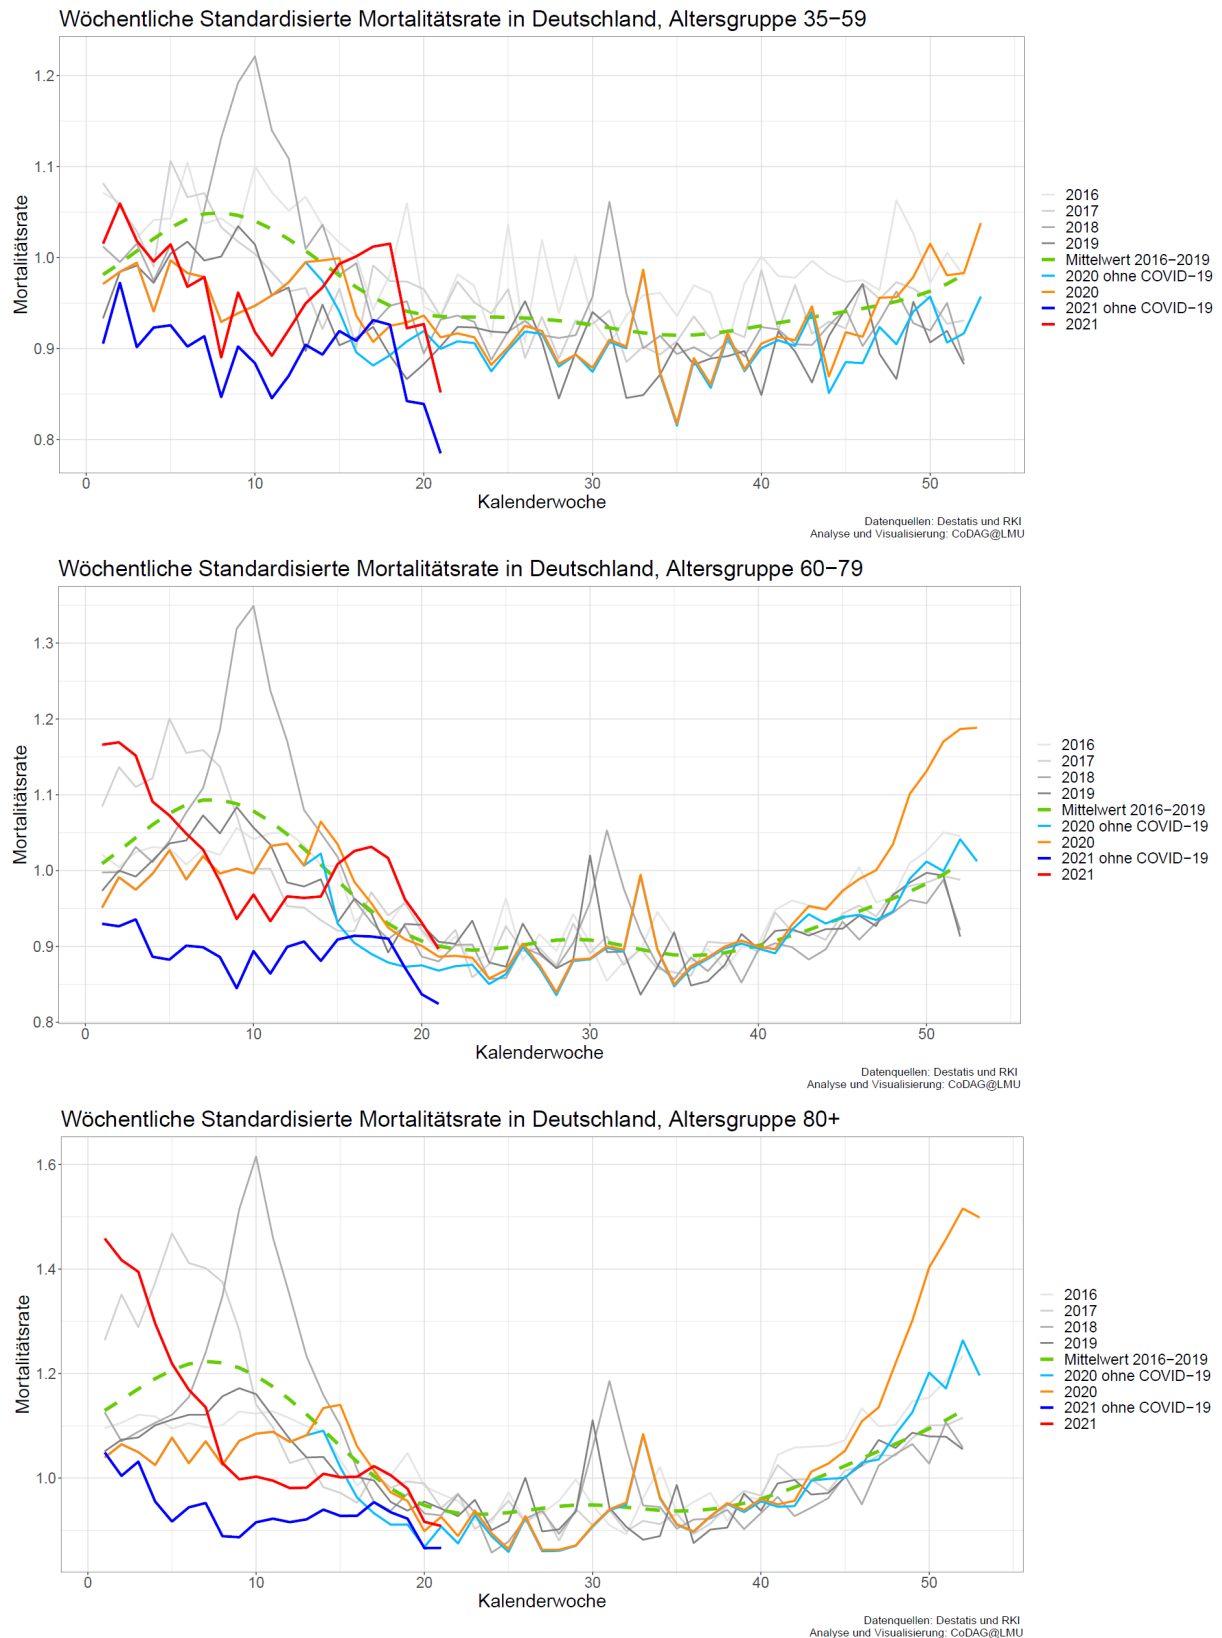 Wöchentliche Standardisierte Mortalitätsrate in Deutschland, Altersgruppe 35−59
1.2
1.1
1.0
0.9
0.8
Mortalitätsrate
0 10 20 30 40 50
Kalenderwoche
2016
2017
2018
2019
Mittelwert 2016−2019
2020 ohne COVID−19
2020
2021 ohne COVID−19
2021
Datenquellen: Destatis und RKI
Analyse und Visualisierung: CoDAG@LMU
Wöchentliche Standardisierte Mortalitätsrate in Deutschland, Altersgruppe 60−79
1.3
1.2
1.1
1.0
0.9
0.8
Mortalitätsrate
0 10 20 30 40 50
Kalenderwoche
2016
2017
2018
2019
Mittelwert 2016−2019
2020 ohne COVID−19
2020
2021 ohne COVID−19
2021
Datenquellen: Destatis und RKI
Analyse und Visualisierung: CoDAG@LMU
Wöchentliche Standardisierte Mortalitätsrate in Deutschland, Altersgruppe 80+
1.6
1.4
1.2
1.0
Mortalitätsrate
0 10 20 30 40 50
Kalenderwoche
2016
2017
2018
2019
Mittelwert 2016−2019
2020 ohne COVID−19
2020
2021 ohne COVID−19
2021
Datenquellen: Destatis und RKI
Analyse und Visualisierung: CoDAG@LMU